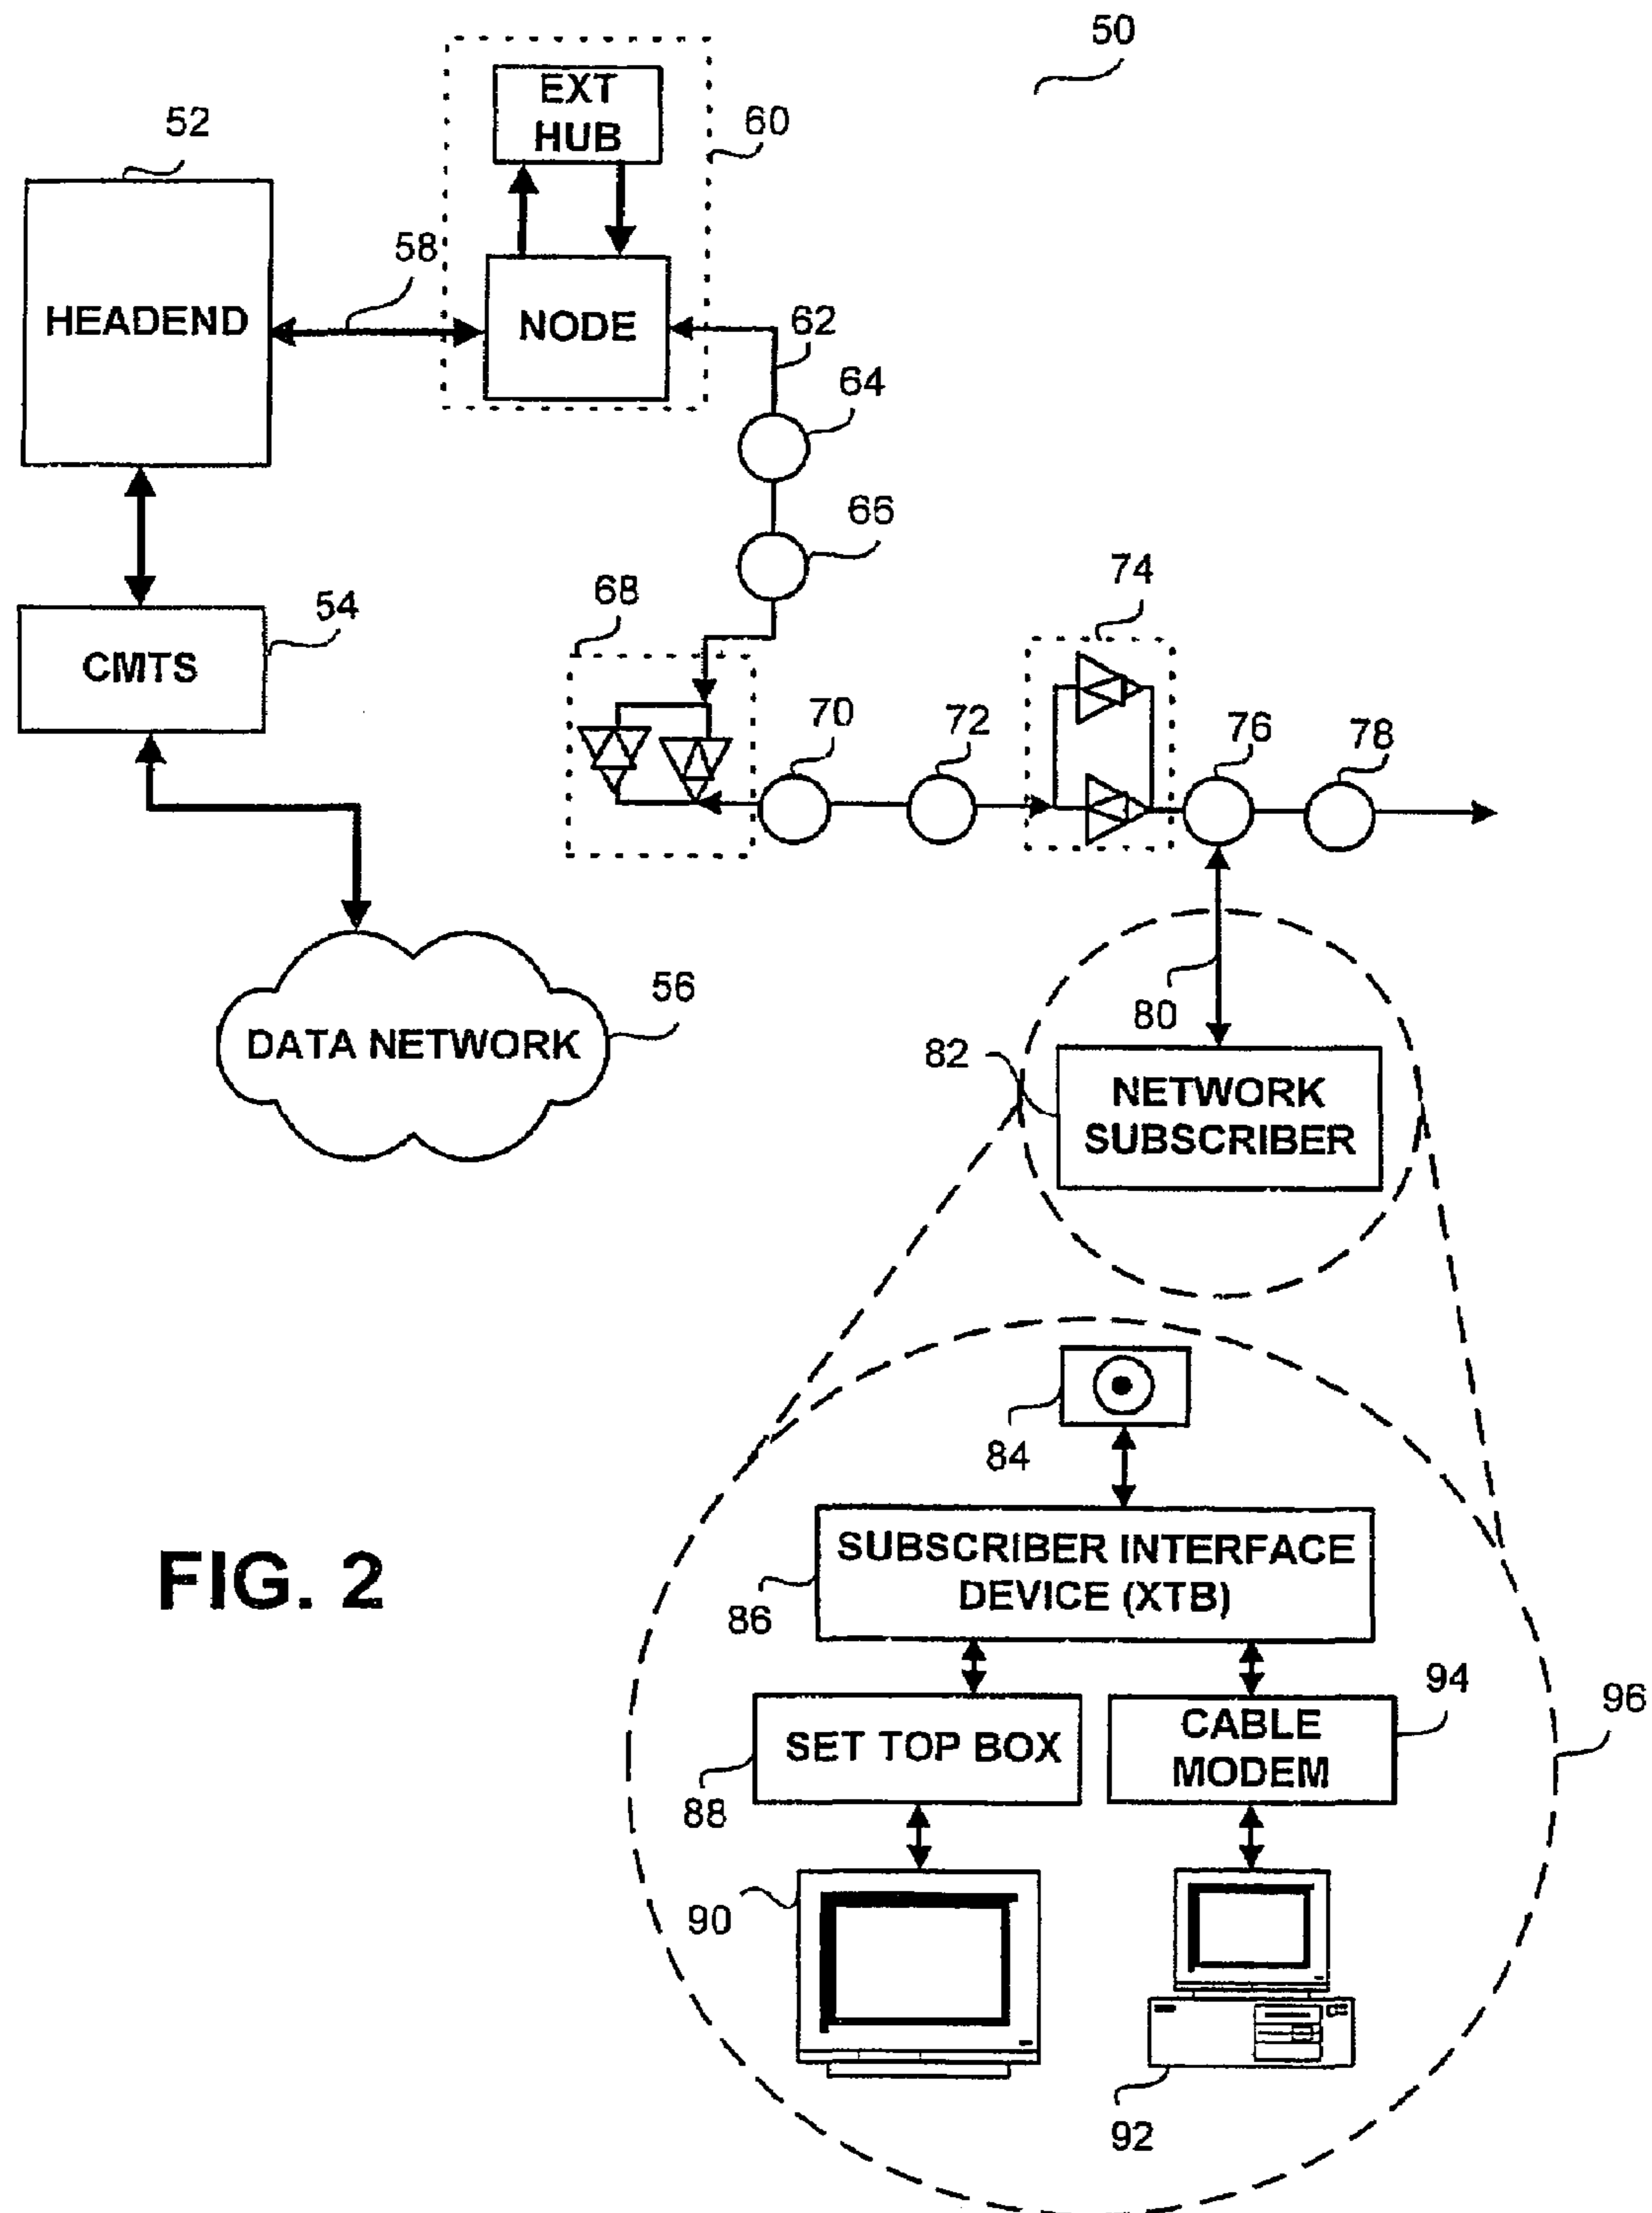 50
52
EXT
HUB
60
58
HEADEND
NODE
62
64
66
68
74
54
CMTS
70
72
76
78
56
DATA NETWORK
80
82
NETWORK
SUBSCRIBER
84
SUBSCRIBER INTERFACE
DEVICE (XTB)
86
FIG. 2
94
96
SET TOP BOX
CABLE
MODEM
88
90
92